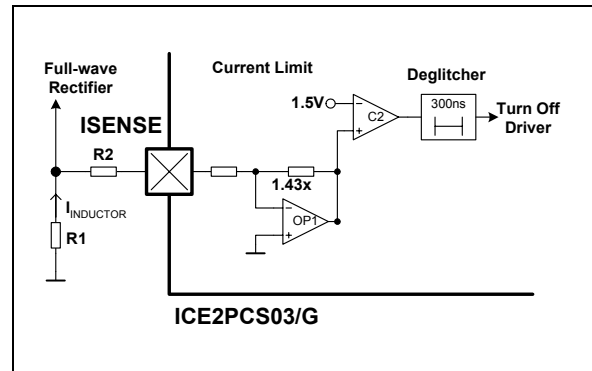 Full-wave
Rectifier
Current Limit
Deglitcher
1.5V
C2
300ns
Turn Off
Driver
ISENSE
R2
1.43x
IINDUCTOR
R1
OP1
ICE2PCS03/G